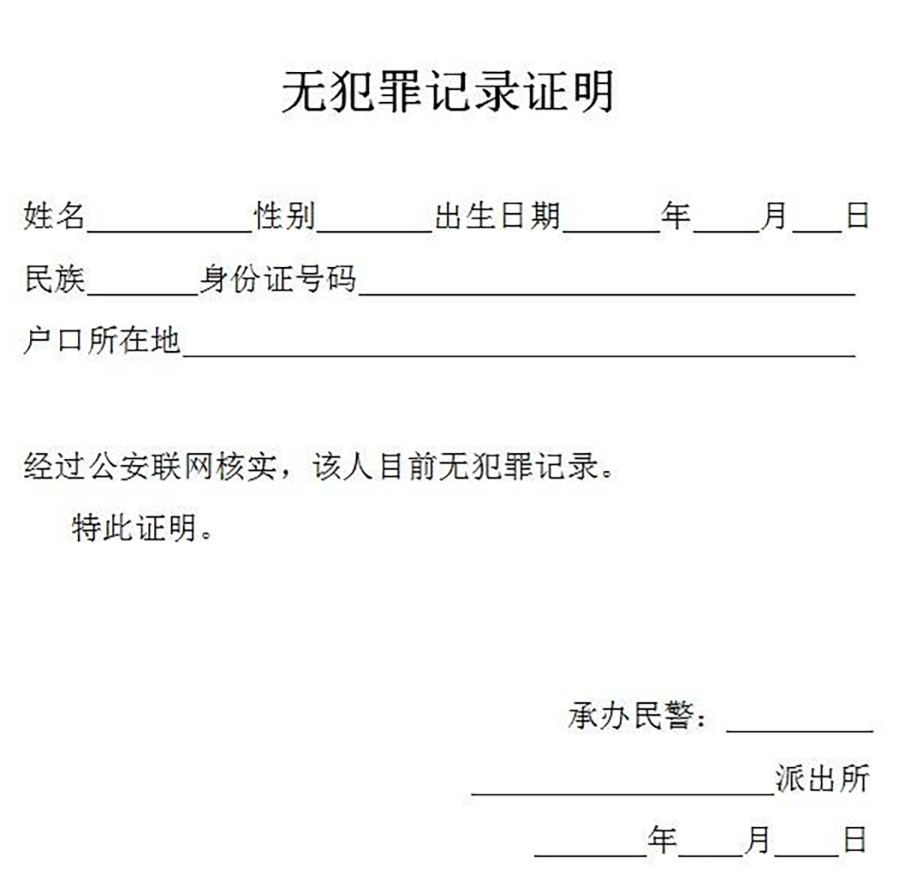 无犯罪记录证明
姓名__________性别_______出生日期______年____月___日
民族_______身份证号码______________________________
户口所在地_________________________________________
经过公安联网核实，该人目前无犯罪记录。
特此证明。
承办民警：_________
___________________派出所
_______年____月____日